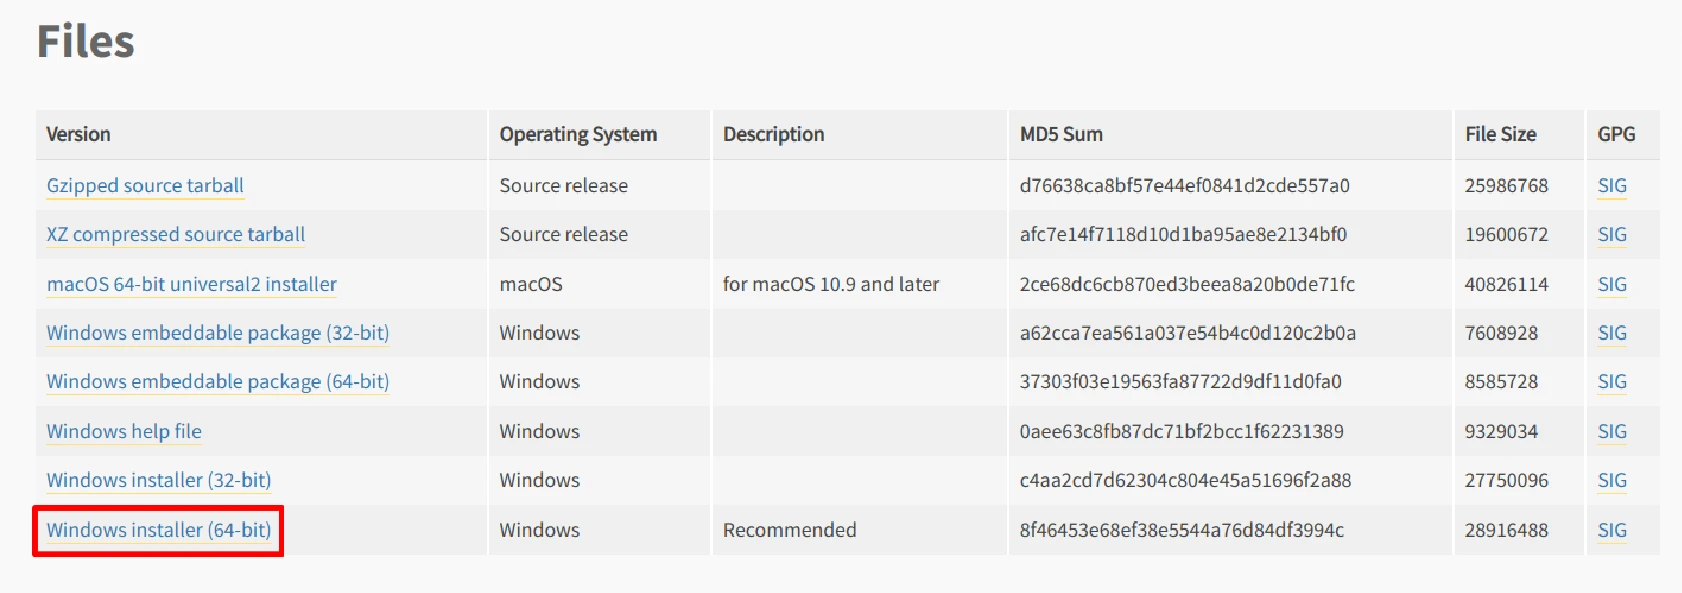 Files
Version Operating System Description MD5 Sum File Size GPG
Gzipped source tarball Source release d76638ca8bf57e44ef0841d2cde557a0 25986768 SIG
XZ compressed source tarball Source release afc7e14f7118d10d1ba95ae8e2134bf0 19600672 SIG
macOS 64-bit universal2 installer macOS for macOS 10.9 and later 2ce68dc6cb870ed3beea8a20b0de71fc 40826114 SIG
Windows embeddable package (32-bit) Windows a62cca7ea561a037e54b4c0d120c2b0a 7608928 SIG
Windows embeddable package (64-bit) Windows 37303f03e19563fa87722d9df11d0fa0 8585728 SIG
Windows help file Windows 0aee63c8fb87dc71bf2bcc1f62231389 9329034 SIG
Windows installer (32-bit) Windows c4aa2cd7d62304c804e45a51696f2a88 27750096 SIG
Windows installer (64-bit) Windows Recommended 8f46453e68ef38e5544a76d84df3994c 28916488 SIG